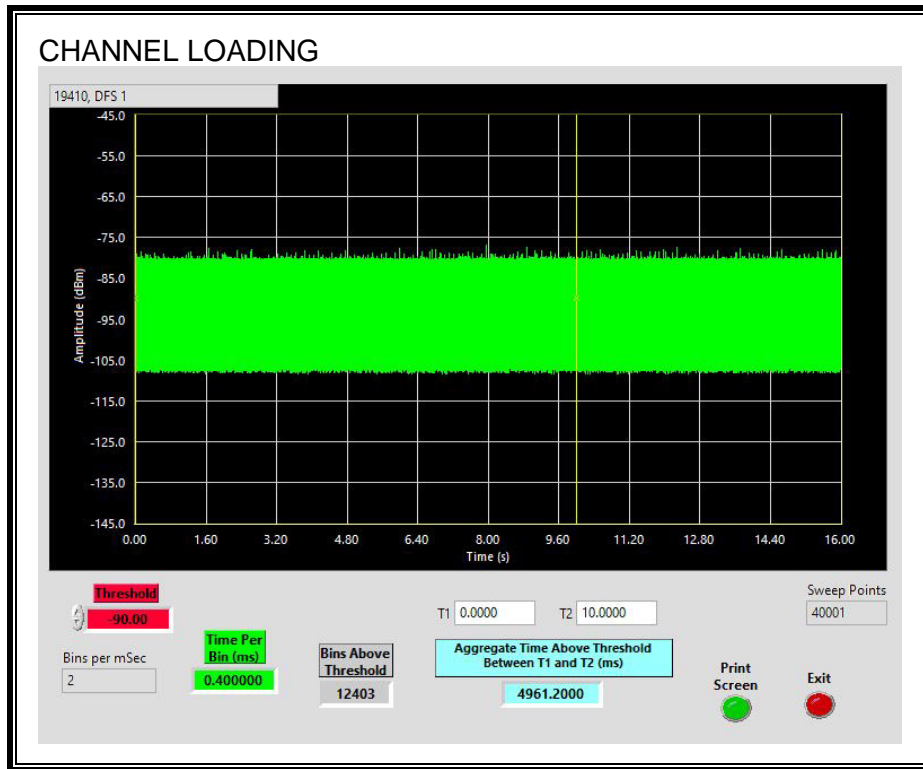 CHANNEL LOADING
19410, DFS 1
-45.0
-55.0
-65.0
-75.0
-85.0
-95.0
-105.0
-115.0
-125.0
-135.0
-145.0
Amplitude (dBm)
0.00 1.60 3.20 4.80 6.40 8.00 9.60 11.20 12.80 14.40 16.00
Time (s)
Threshold
-90.00
Bins per mSec
2
Time Per
Bin (ms)
0.400000
Bins Above
Threshold
12403
T1 0.0000 T2 10.0000
Aggregate Time Above Threshold
Between T1 and T2 (ms)
4961.2000
Sweep Points
40001
Print
Screen
Exit